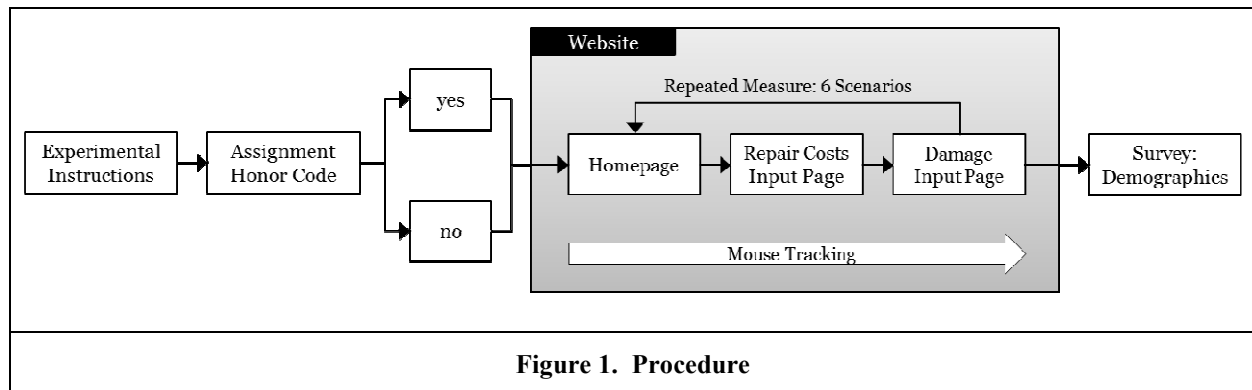 Website
Repeated Measure: 6 Scenarios
yes
Experimental
Instructions
Assignment
Honor Code
Homepage
Repair Costs
Input Page
Damage
Input Page
Survey:
Demographics
no
Mouse Tracking
Figure 1. Procedure